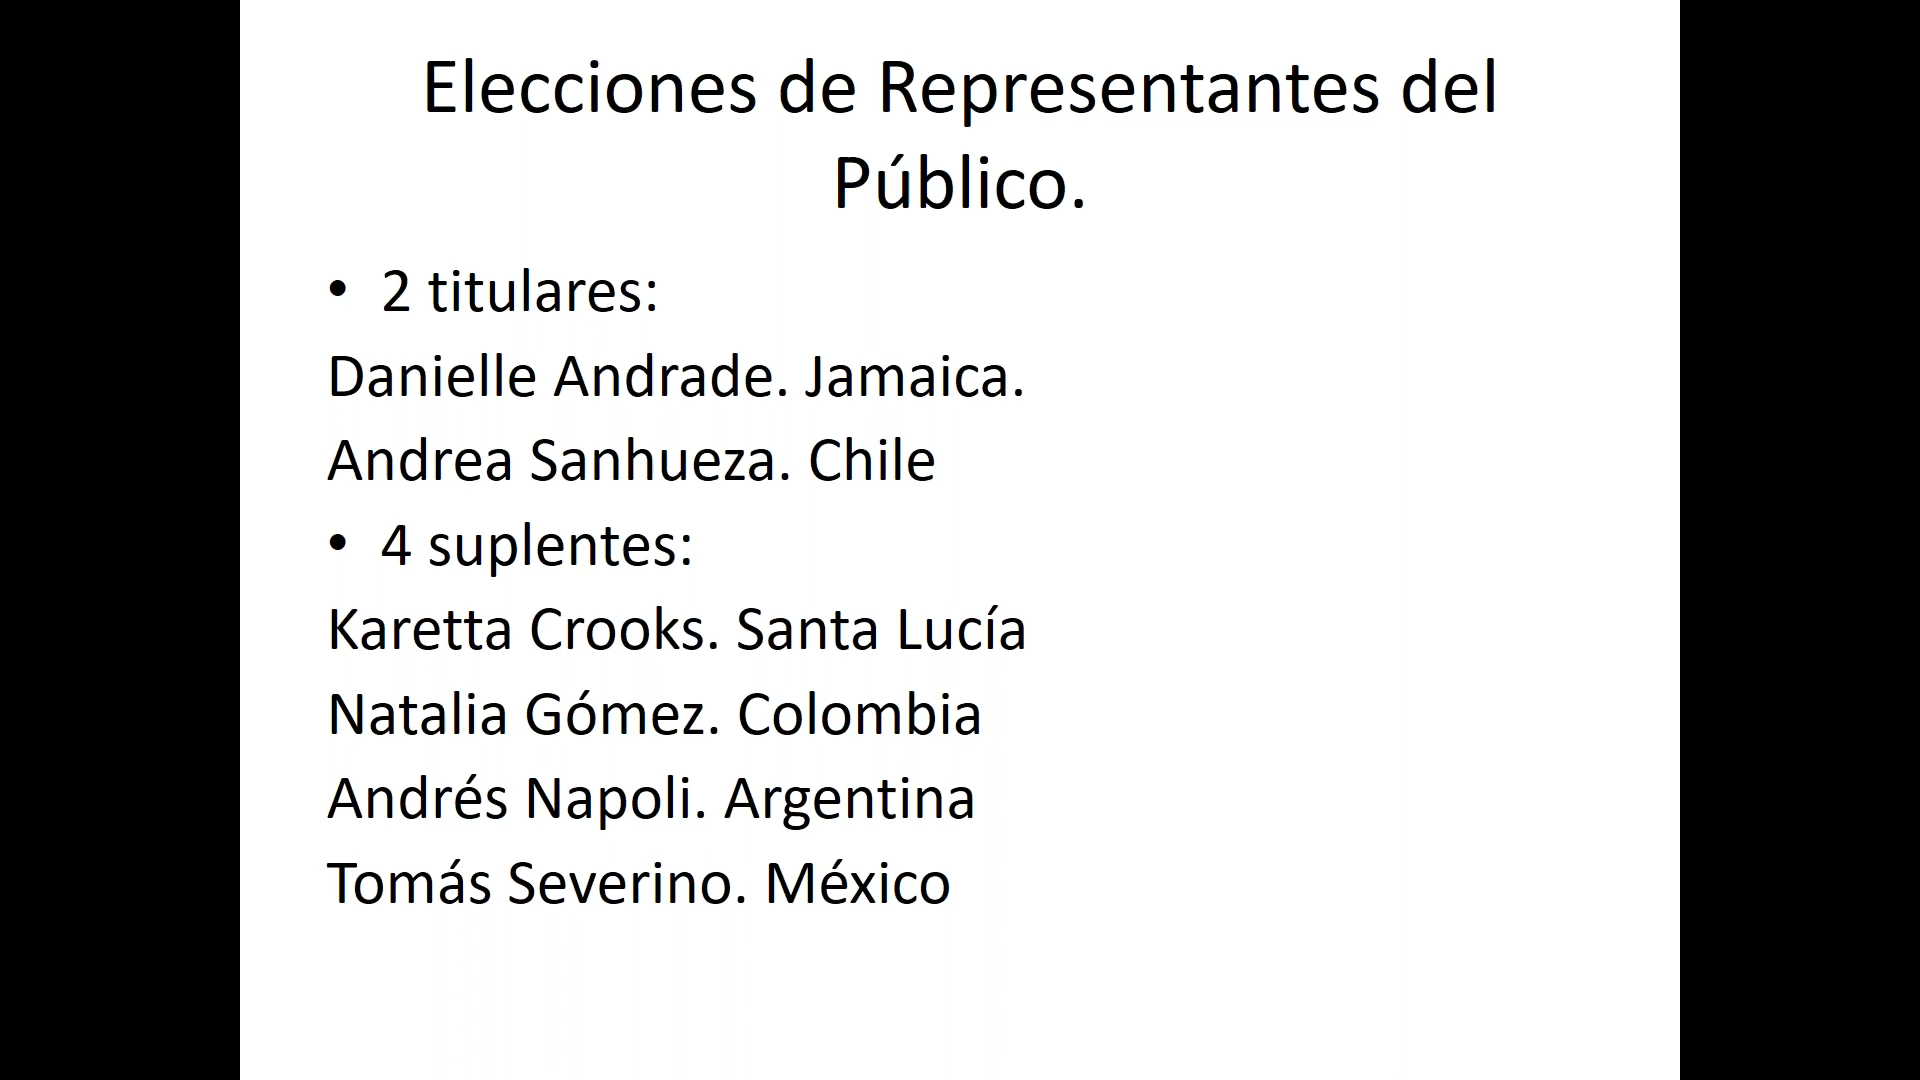 Elecciones de Representantes del
Público.
• 2 titulares:
Danielle Andrade. Jamaica.
Andrea Sanhueza. Chile
• 4 suplentes:
Karetta Crooks. Santa Lucía
Natalia Gómez. Colombia
Andrés Napoli. Argentina
Tomás Severino. México